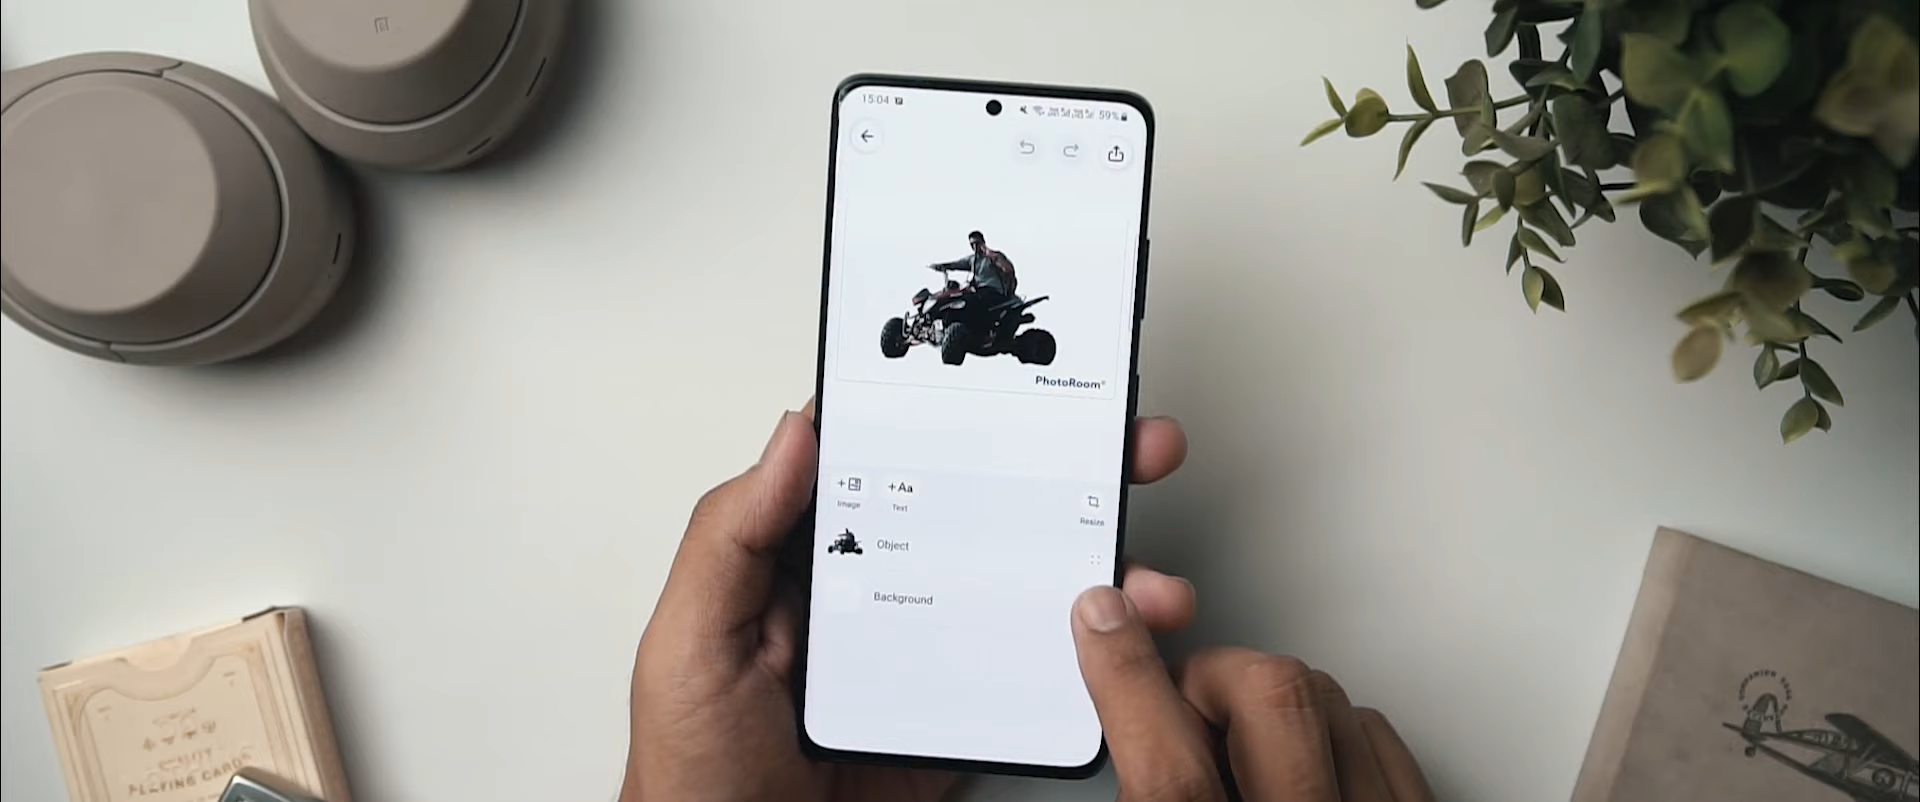 15:04
59%
PhotoRoom
+Aa
Image
Text
Resize
Object
Background
PLAYING CARDS